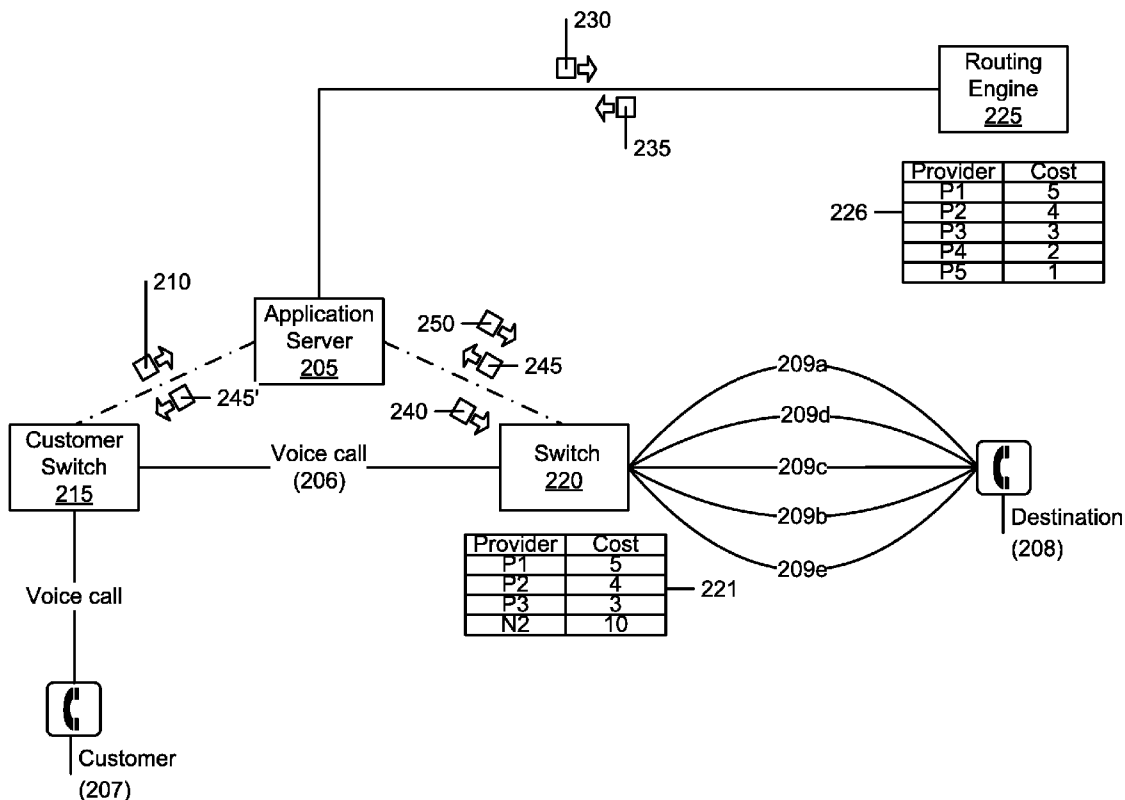 230
Routing
Engine
225
235
Provider Cost
P1 5
P2 4
P3 3
P4 2
P5 1
226
210
Application
Server
205
250
245
245'
240
209a
209d
209c
209b
209e
Customer
Switch
215
Voice call
(206)
Switch
220
Destination
(208)
Provider Cost
P1 5
P2 4
P3 3
N2 10
221
Voice call
Customer
(207)